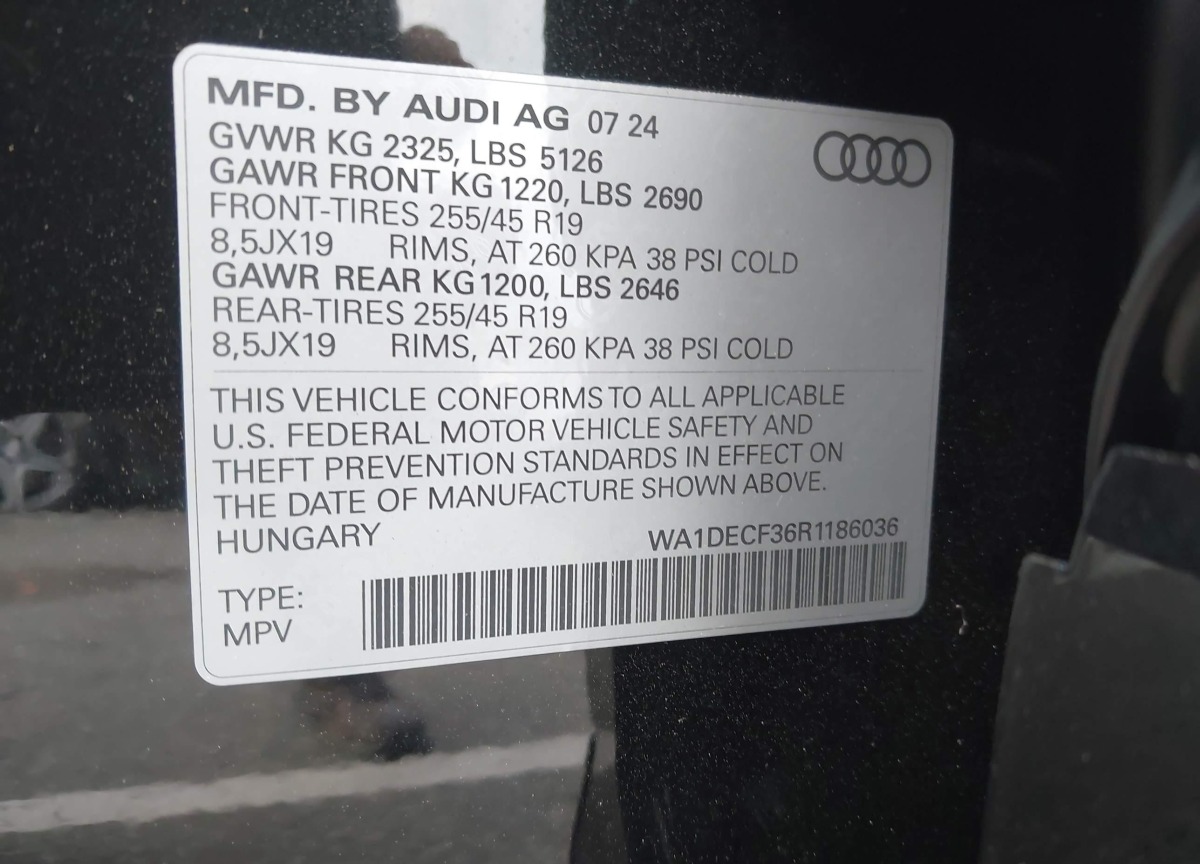 MFD. BY AUDI AG 07 24
GVWR KG 2325, LBS 5126
GAWR FRONT KG 1220, LBS 2690
FRONT-TIRES 255/45 R19
8,5JX19 RIMS, AT 260 KPA 38 PSI COLD
GAWR REAR KG 1200, LBS 2646
REAR-TIRES 255/45 R19
8,5JX19 RIMS, AT 260 KPA 38 PSI COLD
THIS VEHICLE CONFORMS TO ALL APPLICABLE
U.S. FEDERAL MOTOR VEHICLE SAFETY AND
THEFT PREVENTION STANDARDS IN EFFECT ON
THE DATE OF MANUFACTURE SHOWN ABOVE.
HUNGARY WA1DECF36R1186036
TYPE:
MPV